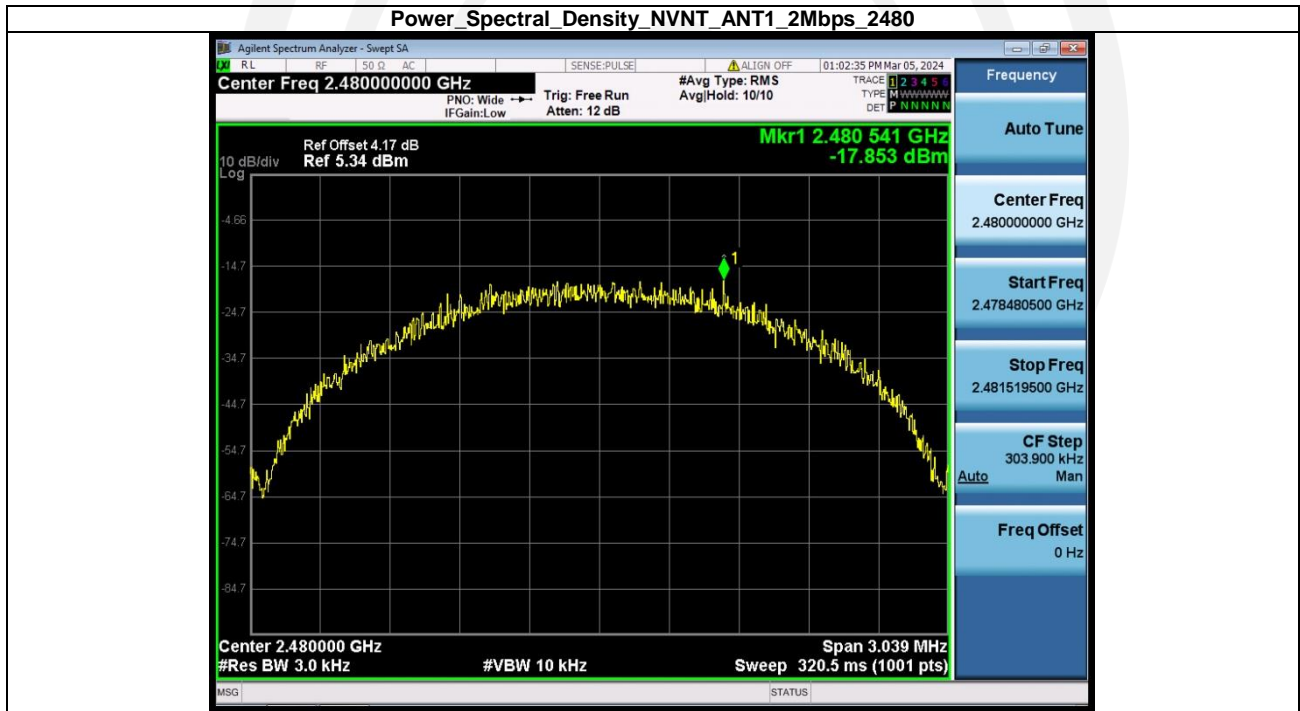 Power_Spectral_Density_NVNT_ANT1_2Mbps_2480
Agilent Spectrum Analyzer - Swept SA
RL RF 50 Ω AC SENSE:PULSE ALIGN OFF 01:02:35 PM Mar 05, 2024
Center Freq 2.480000000 GHz
PNO: Wide
IFGain:Low
Trig: Free Run
Atten: 12 dB
#Avg Type: RMS
Avg|Hold: 10/10
TRACE 1 2 3 4 5 6
TYPE M WWWWW
DET P N N N N N
Ref Offset 4.17 dB
10 dB/div Ref 5.34 dBm
Log
Mkr1 2.480 541 GHz
-17.853 dBm
-4.66
-14.7
-24.7
-34.7
-44.7
-54.7
-64.7
-74.7
-84.7
1
Center 2.480000 GHz
Span 3.039 MHz
#Res BW 3.0 kHz
#VBW 10 kHz
Sweep 320.5 ms (1001 pts)
MSG
STATUS
Frequency
Auto Tune
Center Freq
2.480000000 GHz
Start Freq
2.478480500 GHz
Stop Freq
2.481519500 GHz
CF Step
303.900 kHz
Auto Man
Freq Offset
0 Hz